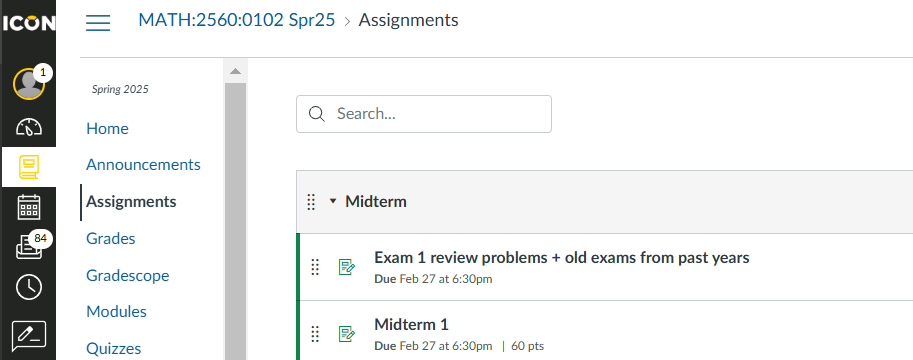 ICON
MATH:2560:0102 Spr25 > Assignments
1
Spring 2025
Search...
Home
Announcements
Assignments
Midterm
Grades
84
Exam 1 review problems + old exams from past years
Due Feb 27 at 6:30pm
Gradescope
Modules
Midterm 1
Due Feb 27 at 6:30pm | 60 pts
Quizzes